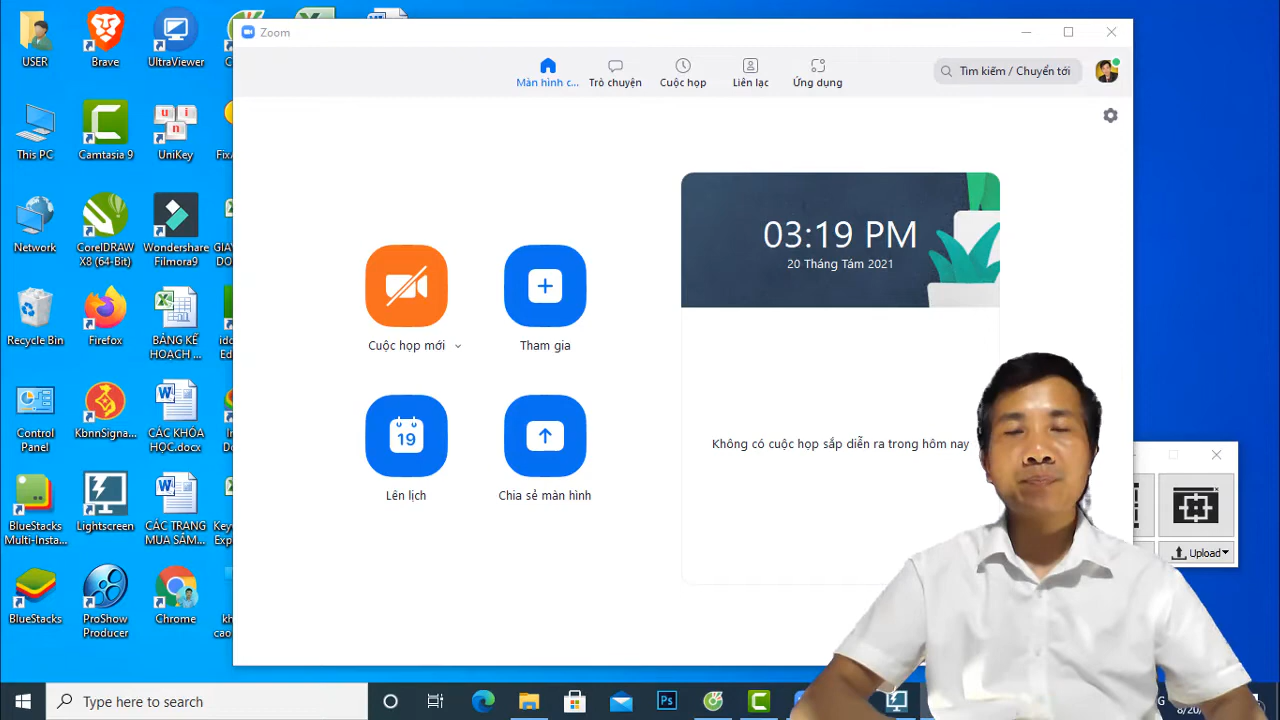 USER
Brave
UltraViewer
This PC
Camtasia 9
UniKey
Network
CorelDRAW
X8 (64-Bit)
Wondershare
Filmora9
Recycle Bin
Firefox
BẢNG KẾ
HOẠCH ...
Control
Panel
KbnnSigna...
CÁC KHÓA
HỌC.docx
BlueStacks
Multi-Insta...
Lightscreen
CÁC TRANG
MUA SẮM...
BlueStacks
ProShow
Producer
Chrome
Zoom
Màn hình c...
Trò chuyện
Cuộc họp
Liên lạc
Ứng dụng
Tìm kiếm / Chuyển tới
03:19 PM
20 Tháng Tám 2021
Cuộc họp mới
Tham gia
19
Lên lịch
Chia sẻ màn hình
Không có cuộc họp sắp diễn ra trong hôm nay
Upload
Type here to search
Ps